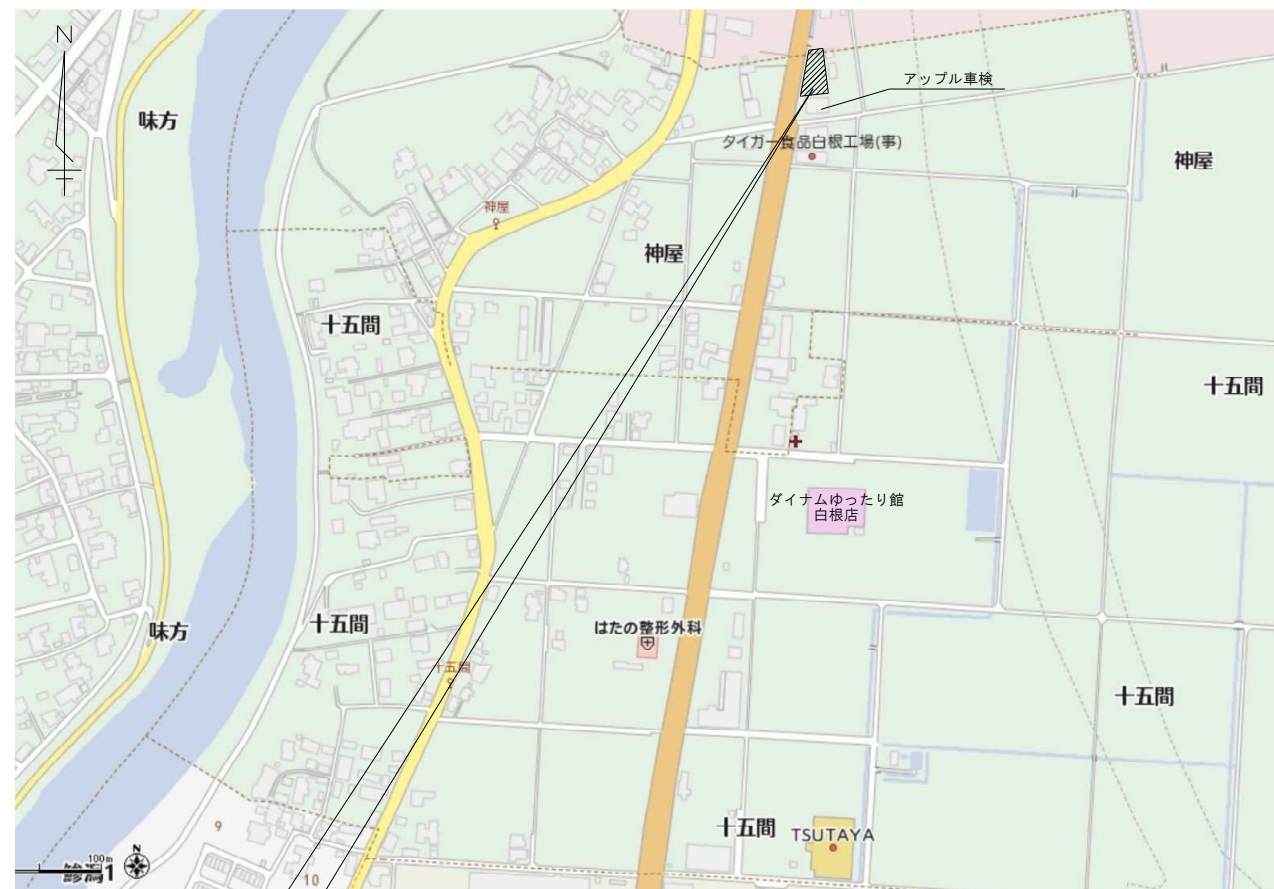 N
味方
アップル車検
タイガー食品白根工場(事)
神屋
神屋
神屋
十五間
十五間
ダイナムゆったり館
白根店
十五間
味方
はたの整形外科
十五間
十五間
十五間
TSUTAYA
9
10
100m
N
鯵潟1